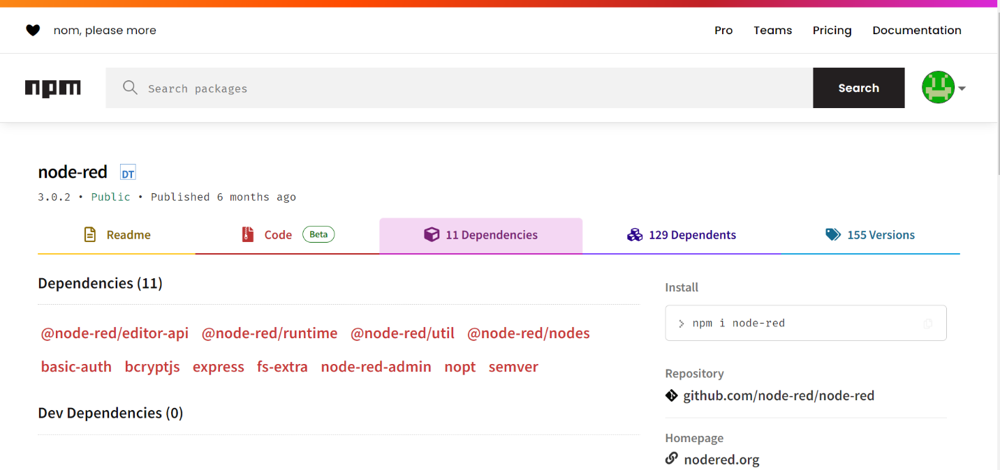 nom, please more
Pro Teams Pricing Documentation
npm Search packages Search
node-red DT
3.0.2 • Public • Published 6 months ago
Readme Code Beta 11 Dependencies 129 Dependents 155 Versions
Dependencies (11)
@node-red/editor-api @node-red/runtime @node-red/util @node-red/nodes
basic-auth bcryptjs express fs-extra node-red-admin nopt semver
Dev Dependencies (0)
Install
> npm i node-red
Repository
github.com/node-red/node-red
Homepage
nodered.org